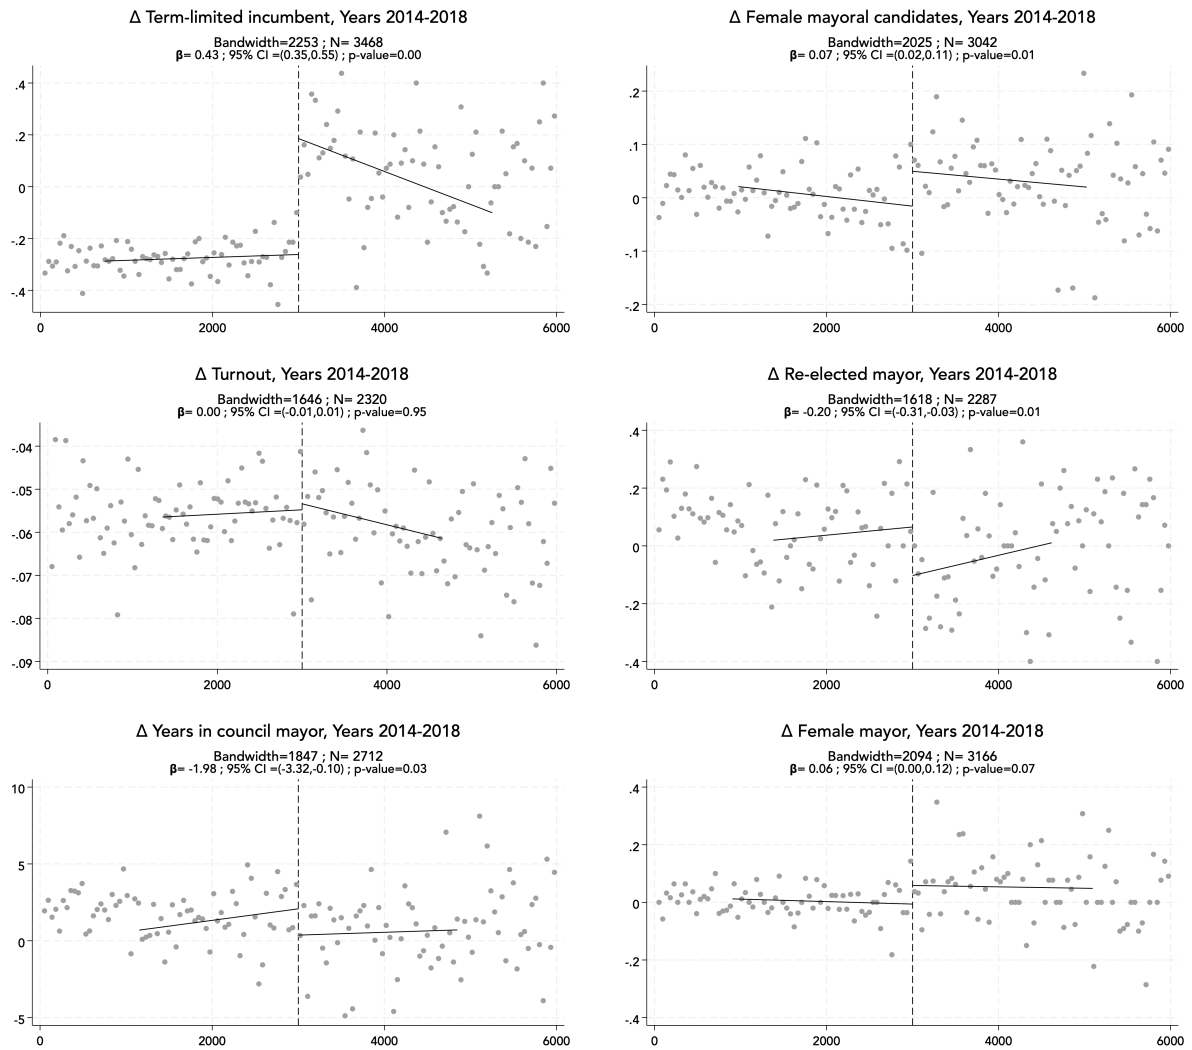 Δ Term-limited incumbent, Years 2014-2018
Bandwidth=2253 ; N= 3468
β= 0.43 ; 95% CI =(0.35,0.55) ; p-value=0.00
.4
.2
0
-.2
-.4
0 2000 4000 6000
Δ Female mayoral candidates, Years 2014-2018
Bandwidth=2025 ; N= 3042
β= 0.07 ; 95% CI =(0.02,0.11) ; p-value=0.01
.2
.1
0
-.1
-.2
0 2000 4000 6000
Δ Turnout, Years 2014-2018
Bandwidth=1646 ; N= 2320
β= 0.00 ; 95% CI =(-0.01,0.01) ; p-value=0.95
-.04
-.05
-.06
-.07
-.08
-.09
0 2000 4000 6000
Δ Re-elected mayor, Years 2014-2018
Bandwidth=1618 ; N= 2287
β= -0.20 ; 95% CI =(-0.31,-0.03) ; p-value=0.01
.4
.2
0
-.2
-.4
0 2000 4000 6000
Δ Years in council mayor, Years 2014-2018
Bandwidth=1847 ; N= 2712
β= -1.98 ; 95% CI =(-3.32,-0.10) ; p-value=0.03
10
5
0
-5
0 2000 4000 6000
Δ Female mayor, Years 2014-2018
Bandwidth=2094 ; N= 3166
β= 0.06 ; 95% CI =(0.00,0.12) ; p-value=0.07
.4
.2
0
-.2
-.4
0 2000 4000 6000